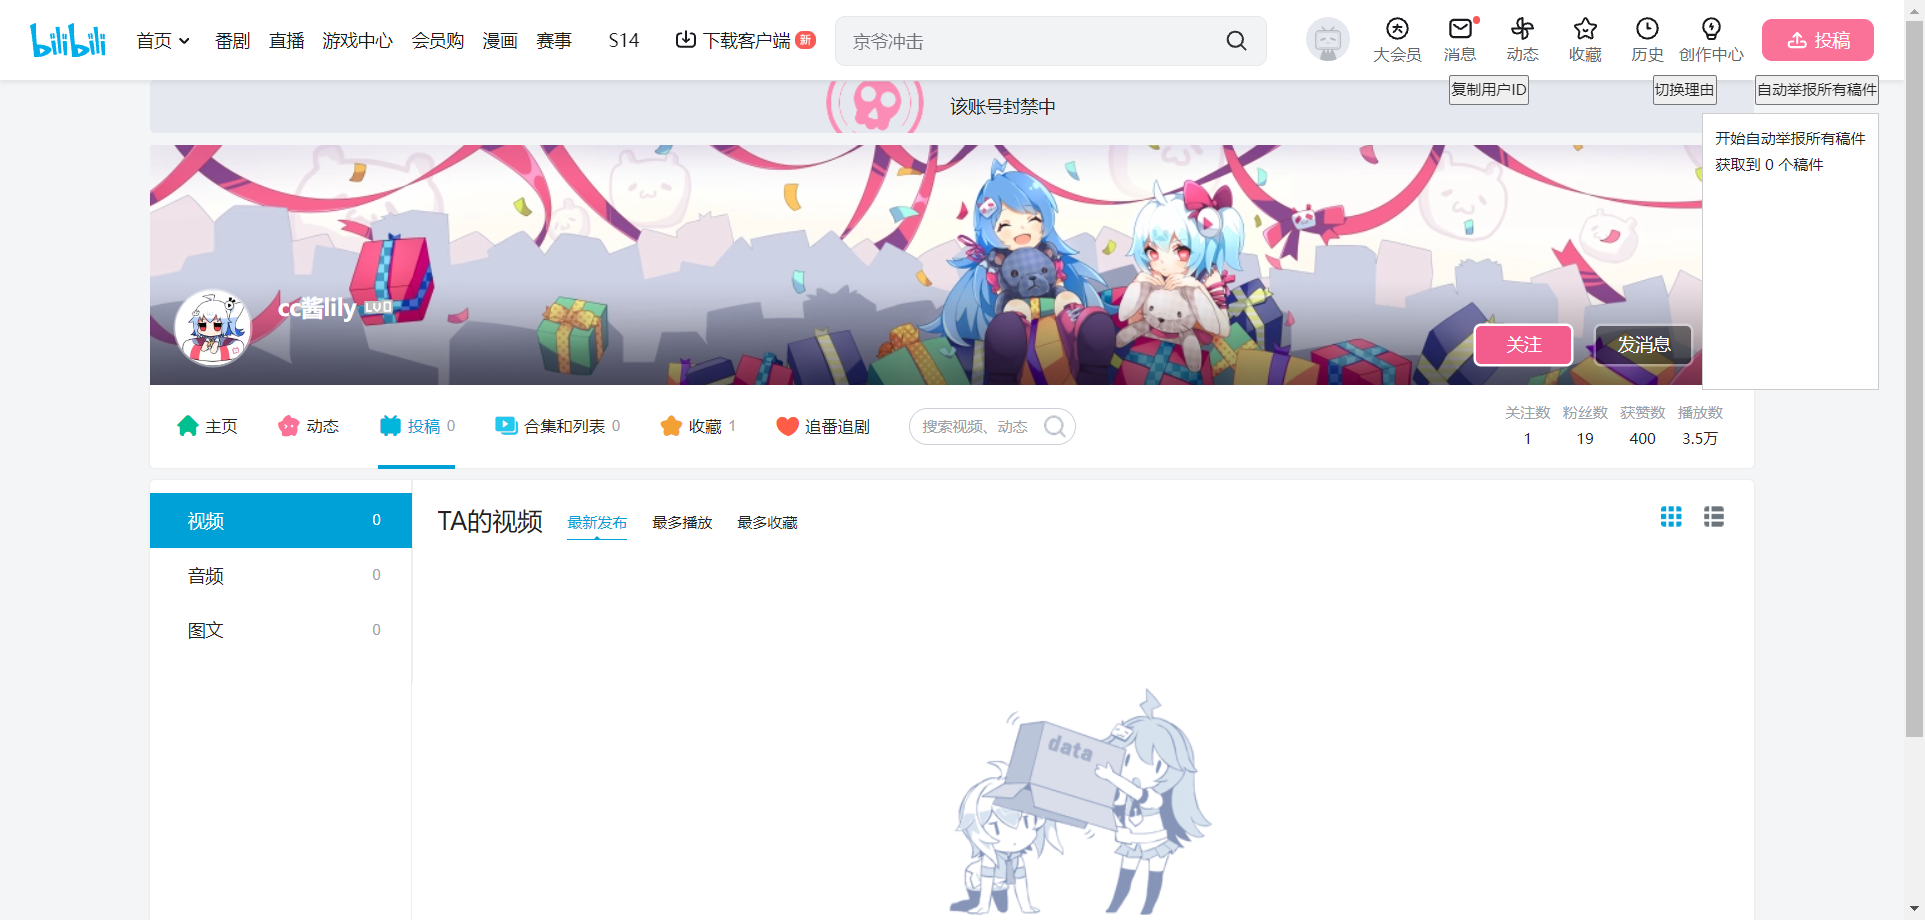 bilibili 首页 番剧 直播 游戏中心 会员购 漫画 赛事 S14 下载客户端 新 京爷冲击 大会员 消息 动态 收藏 历史 创作中心 投稿
复制用户ID 切换理由 自动举报所有稿件
该账号封禁中
开始自动举报所有稿件
获取到 0 个稿件
cc酱lily LV0
关注 发消息
主页 动态 投稿 0 合集和列表 0 收藏 1 追番追剧 搜索视频、动态
关注数 粉丝数 获赞数 播放数
1 19 400 3.5万
视频 0
音频 0
图文 0
TA的视频 最新发布 最多播放 最多收藏
data